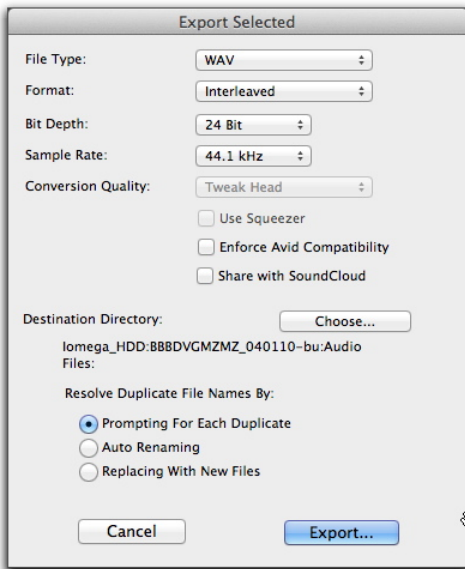 Export Selected
File Type: WAV
Format: Interleaved
Bit Depth: 24 Bit
Sample Rate: 44.1 kHz
Conversion Quality: Tweak Head
Use Squeezer
Enforce Avid Compatibility
Share with SoundCloud
Destination Directory: Choose...
Iomega_HDD:BBBDVGMZMZ_040110-bu:Audio
Files:
Resolve Duplicate File Names By:
Prompting For Each Duplicate
Auto Renaming
Replacing With New Files
Cancel Export...